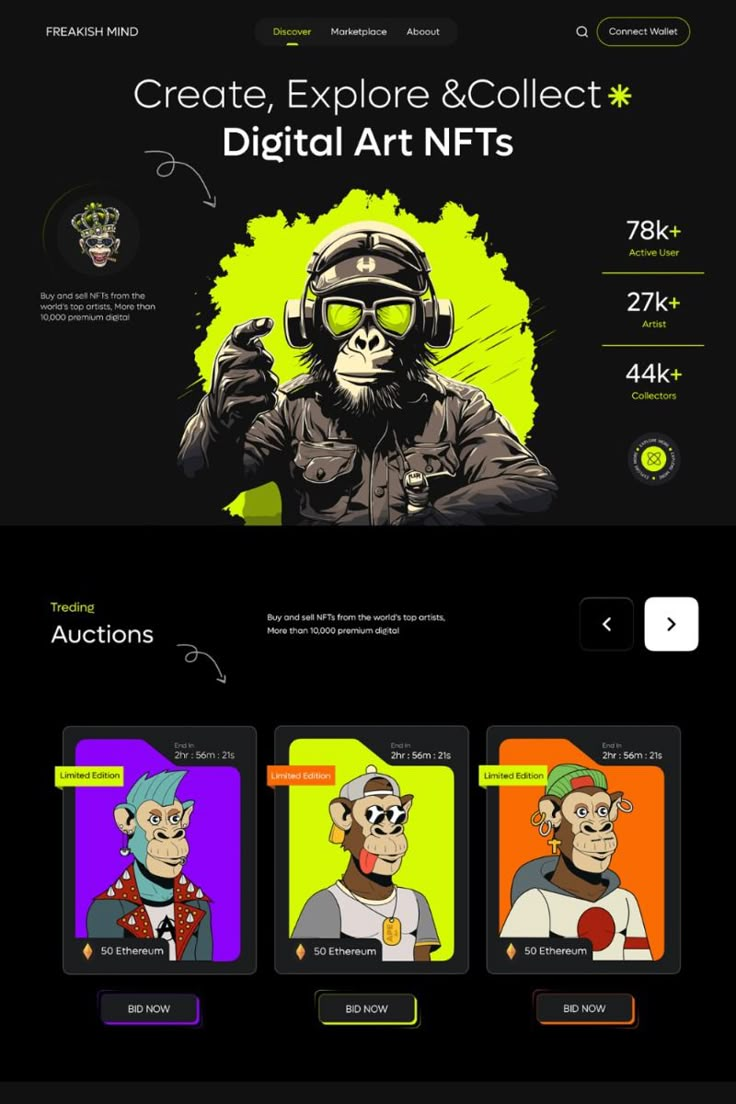 FREAKISH MIND
Discover
Marketplace
Aboout
Connect Wallet
Create, Explore &Collect
Digital Art NFTs
Buy and sell NFTs from the
world's top artists, More than
10,000 premium digital
78k+
Active User
27k+
Artist
44k+
Collectors
Treding
Auctions
Buy and sell NFTs from the world's top artists,
More than 10,000 premium digital
End In
2hr : 56m : 21s
Limited Edition
50 Ethereum
BID NOW
End In
2hr : 56m : 21s
Limited Edition
APE
50 Ethereum
BID NOW
End In
2hr : 56m : 21s
Limited Edition
50 Ethereum
BID NOW